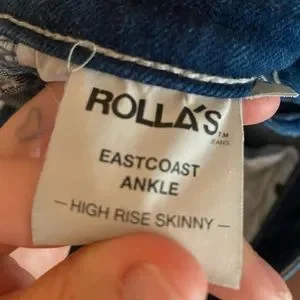 ROLLA'S TM
JEANS
EASTCOAST
ANKLE
- HIGH RISE SKINNY -